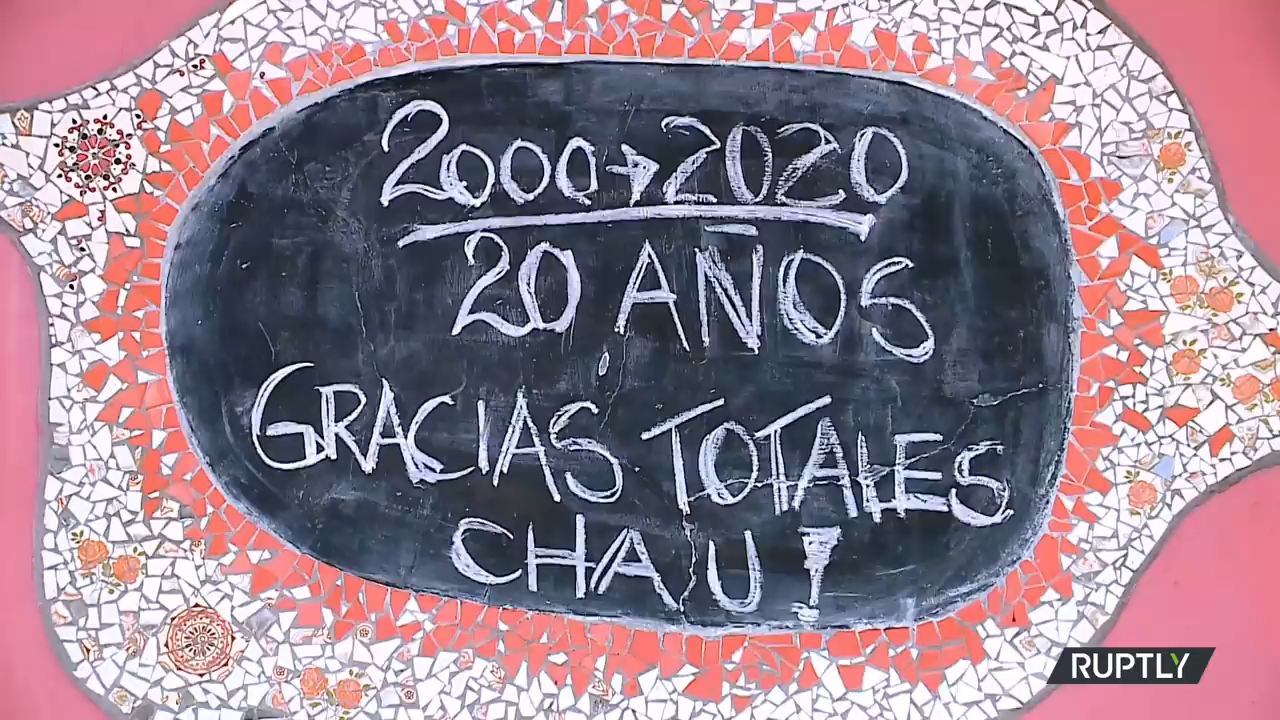 2000→2020
20 AÑOS
GRACIAS TOTALES
CHAU!
RUPTLY